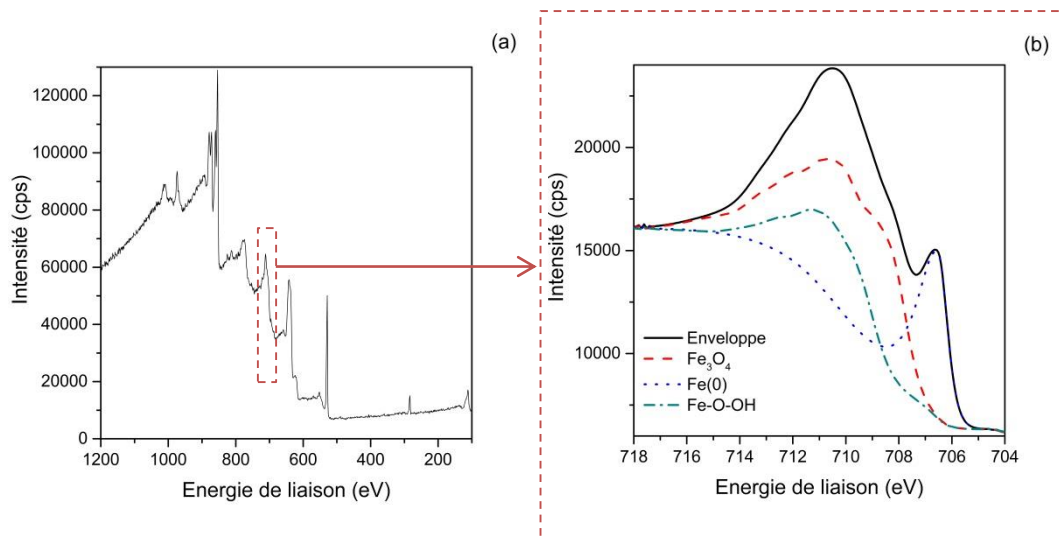 (a)
120000
100000
80000
60000
40000
20000
0
Intensité (cps)
1200 1000 800 600 400 200
Energie de liaison (eV)
(b)
20000
15000
10000
Intensité (cps)
Enveloppe
Fe3O4
Fe(0)
Fe-O-OH
718 716 714 712 710 708 706 704
Energie de liaison (eV)